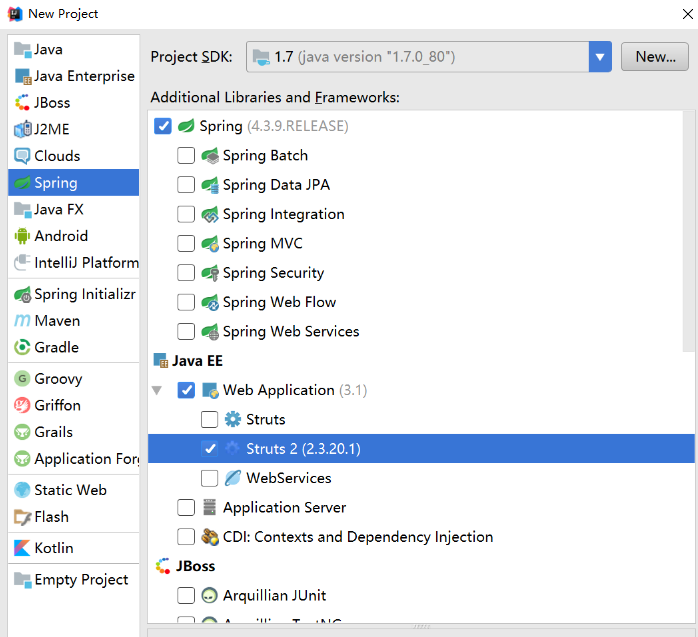 New Project
Java
Java Enterprise
JBoss
J2ME
Clouds
Spring
Java FX
Android
IntelliJ Platform
Spring Initializr
Maven
Gradle
Groovy
Griffon
Grails
Application Forg
Static Web
Flash
Kotlin
Empty Project
Project SDK: 1.7 (java version "1.7.0_80") New...
Additional Libraries and Frameworks:
Spring (4.3.9.RELEASE)
Spring Batch
Spring Data JPA
Spring Integration
Spring MVC
Spring Security
Spring Web Flow
Spring Web Services
Java EE
Web Application (3.1)
Struts
Struts 2 (2.3.20.1)
WebServices
Application Server
CDI: Contexts and Dependency Injection
JBoss
Arquillian JUnit
Arquillian TestNG